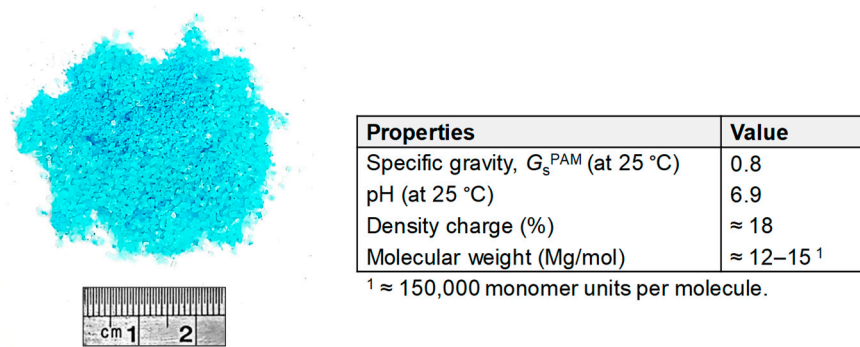 Properties Value
Specific gravity, Gₛᴾᴬᴹ (at 25 °C) 0.8
pH (at 25 °C) 6.9
Density charge (%) ≈ 18
Molecular weight (Mg/mol) ≈ 12–15 ¹
¹ ≈ 150,000 monomer units per molecule.
cm 1 2